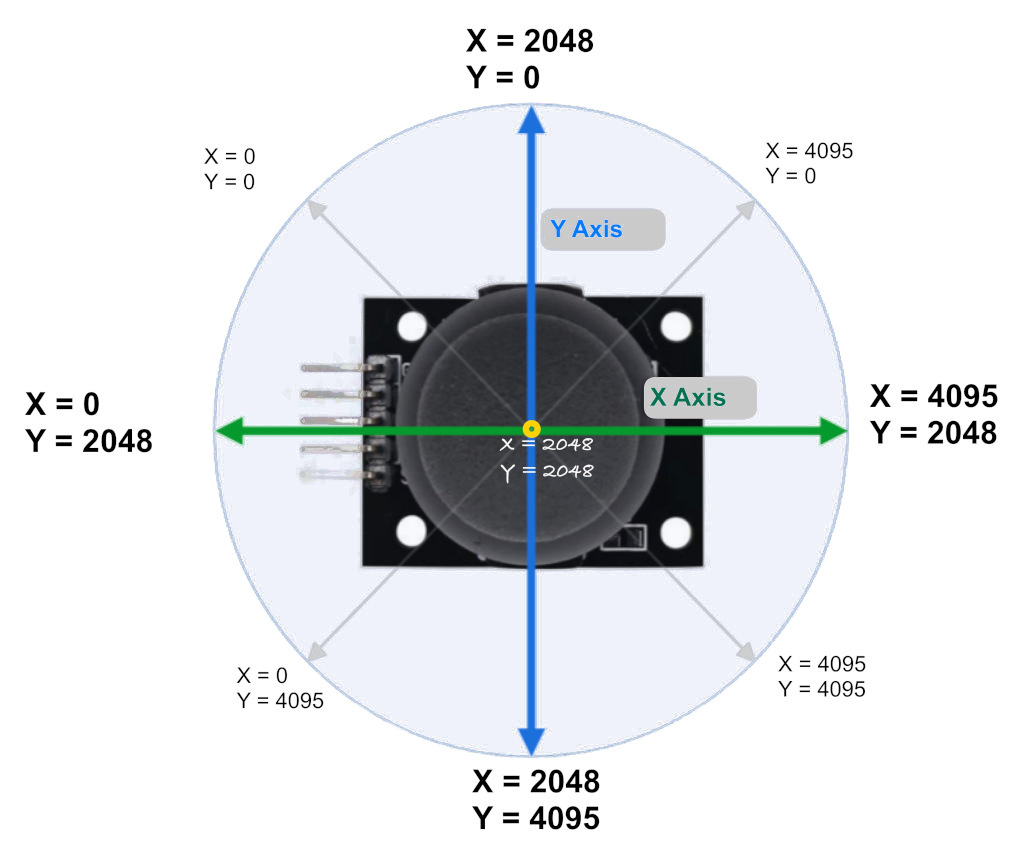 X = 2048
Y = 0
X = 0
Y = 0
X = 4095
Y = 0
Y Axis
X Axis
X = 0
Y = 2048
X = 4095
Y = 2048
X = 2048
Y = 2048
X = 0
Y = 4095
X = 4095
Y = 4095
X = 2048
Y = 4095